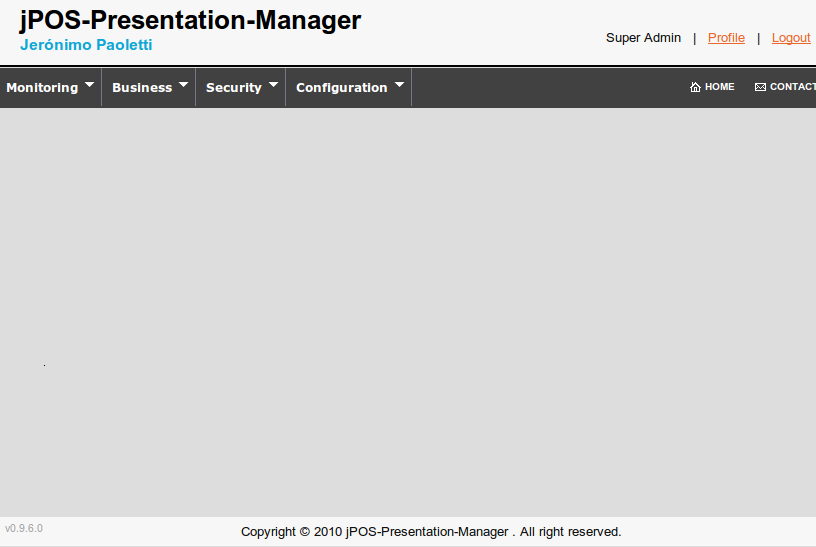 jPOS-Presentation-Manager
Jerónimo Paoletti
Super Admin | Profile | Logout
Monitoring Business Security Configuration HOME CONTACT
v0.9.6.0 Copyright © 2010 jPOS-Presentation-Manager . All right reserved.